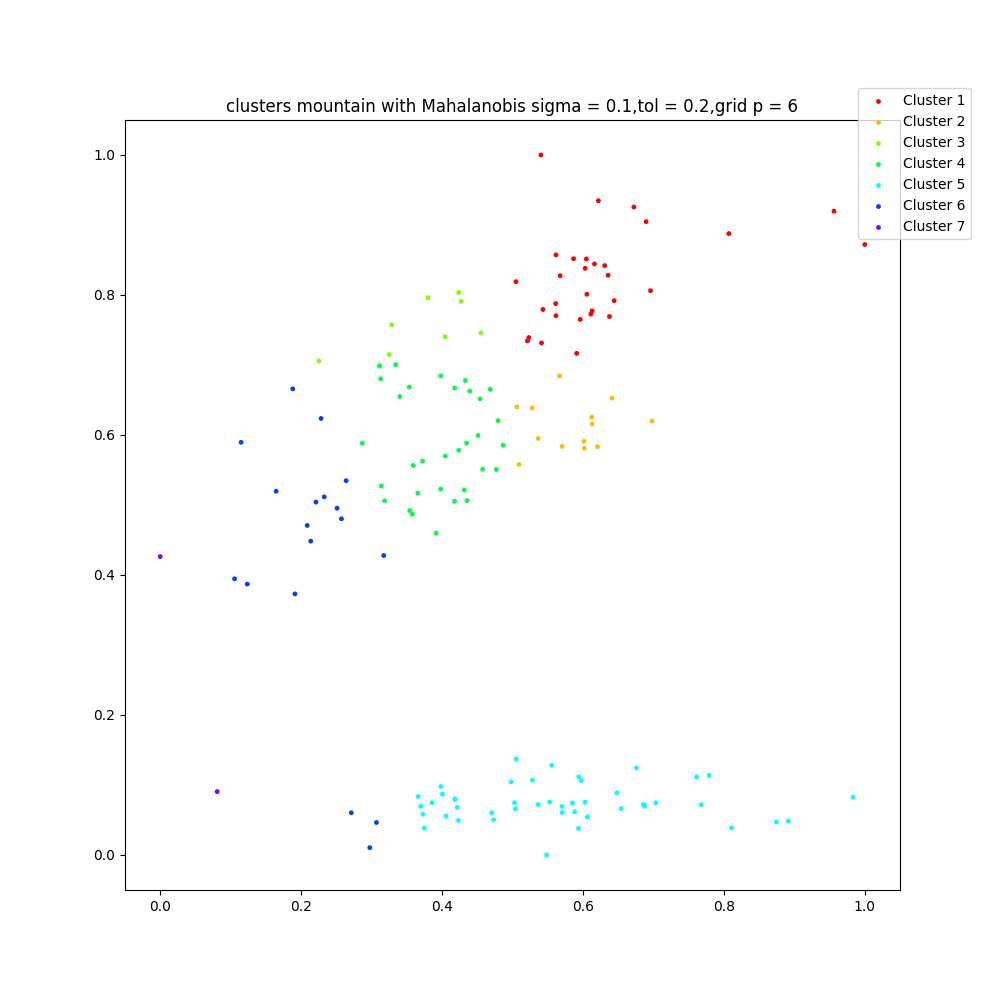 clusters mountain with Mahalanobis sigma = 0.1,tol = 0.2,grid p = 6
Cluster 1
Cluster 2
Cluster 3
Cluster 4
Cluster 5
Cluster 6
Cluster 7
1.0
0.8
0.6
0.4
0.2
0.0
0.0 0.2 0.4 0.6 0.8 1.0